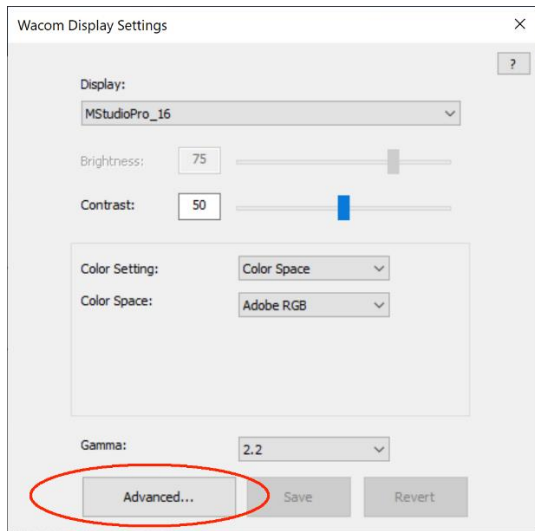 Wacom Display Settings
?
Display:
MStudioPro_16
Brightness: 75
Contrast: 50
Color Setting: Color Space
Color Space: Adobe RGB
Gamma: 2.2
Advanced... Save Revert